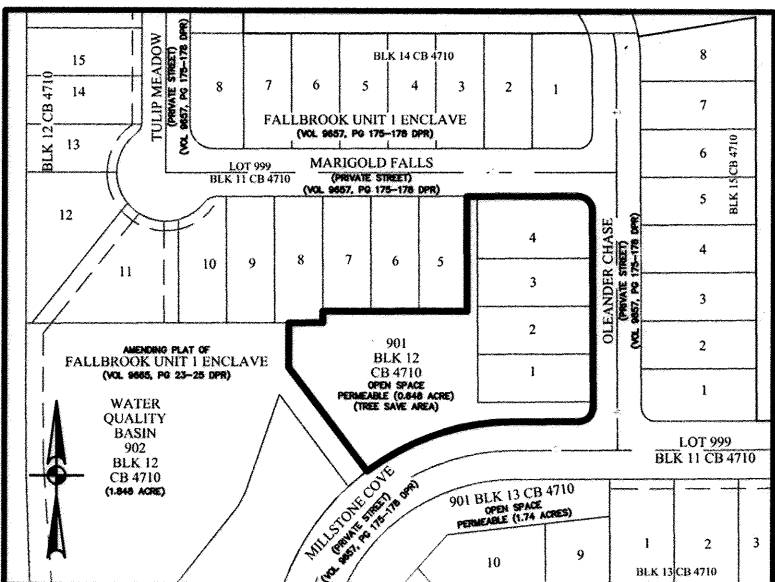 15
14
13
12
11
BLK 12 CB 4710
TULIP MEADOW
(PRIVATE STREET)
(VOL 9657, PG 175-178 DPR)
BLK 14 CB 4710
8
7
6
5
4
3
2
1
FALLBROOK UNIT 1 ENCLAVE
(VOL 9657, PG 175-178 DPR)
LOT 999
BLK 11 CB 4710
MARIGOLD FALLS
(PRIVATE STREET)
(VOL 9657, PG 175-178 DPR)
8
7
6
5
4
3
2
1
BLK 15 CB 4710
10
9
8
7
6
5
4
3
2
1
OLEANDER CHASE
(PRIVATE STREET)
(VOL 9657, PG 175-178 DPR)
AMENDING PLAT OF
FALLBROOK UNIT 1 ENCLAVE
(VOL 9665, PG 23-25 DPR)
901
BLK 12
CB 4710
OPEN SPACE
PERMEABLE (0.648 ACRE)
(TREE SAVE AREA)
WATER
QUALITY
BASIN
902
BLK 12
CB 4710
(1.848 ACRE)
MILLSTONE COVE
(PRIVATE STREET)
(VOL 9657, PG 175-178 DPR)
LOT 999
BLK 11 CB 4710
901 BLK 13 CB 4710
OPEN SPACE
PERMEABLE (1.74 ACRES)
10
9
1
2
3
BLK 13 CB 4710